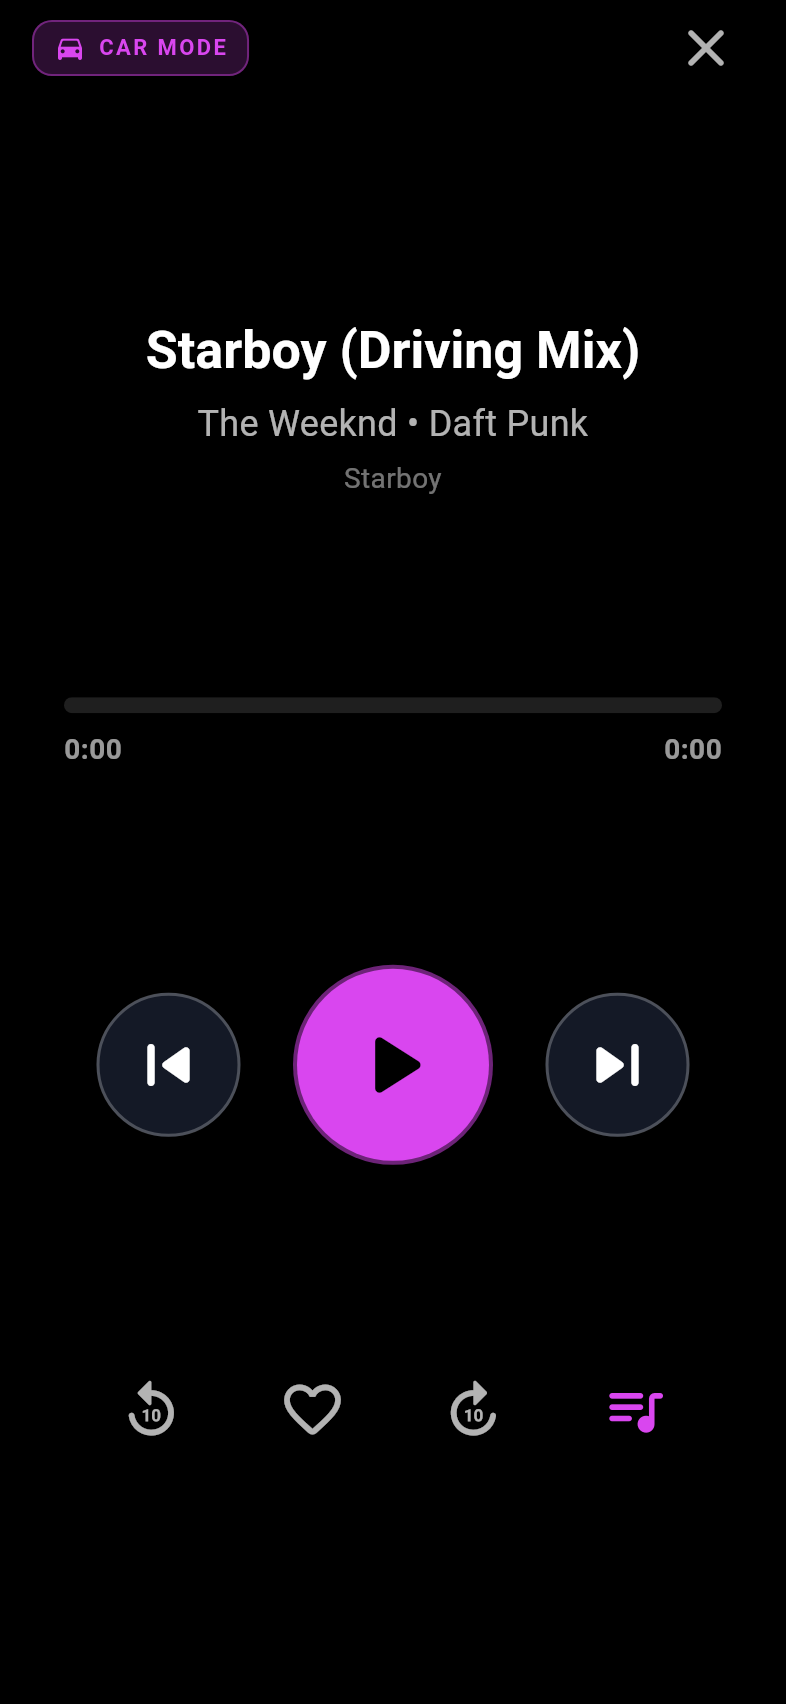 CAR MODE
Starboy (Driving Mix)
The Weeknd • Daft Punk
Starboy
0:00 0:00
10 10